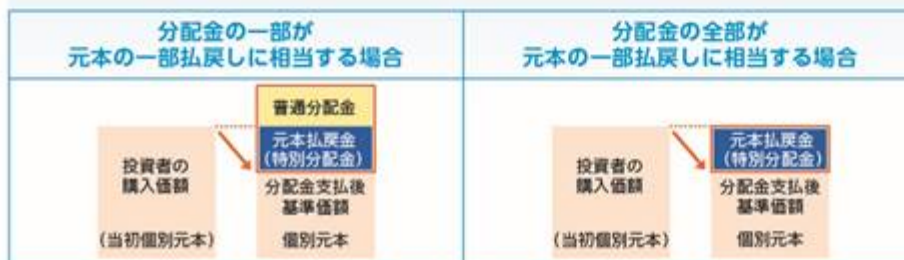 分配金の一部が
元本の一部払戻しに相当する場合
分配金の全部が
元本の一部払戻しに相当する場合
普通分配金
元本払戻金
(特別分配金)
投資者の
購入価額
(当初個別元本)
分配金支払後
基準価額
個別元本
元本払戻金
(特別分配金)
投資者の
購入価額
(当初個別元本)
分配金支払後
基準価額
個別元本